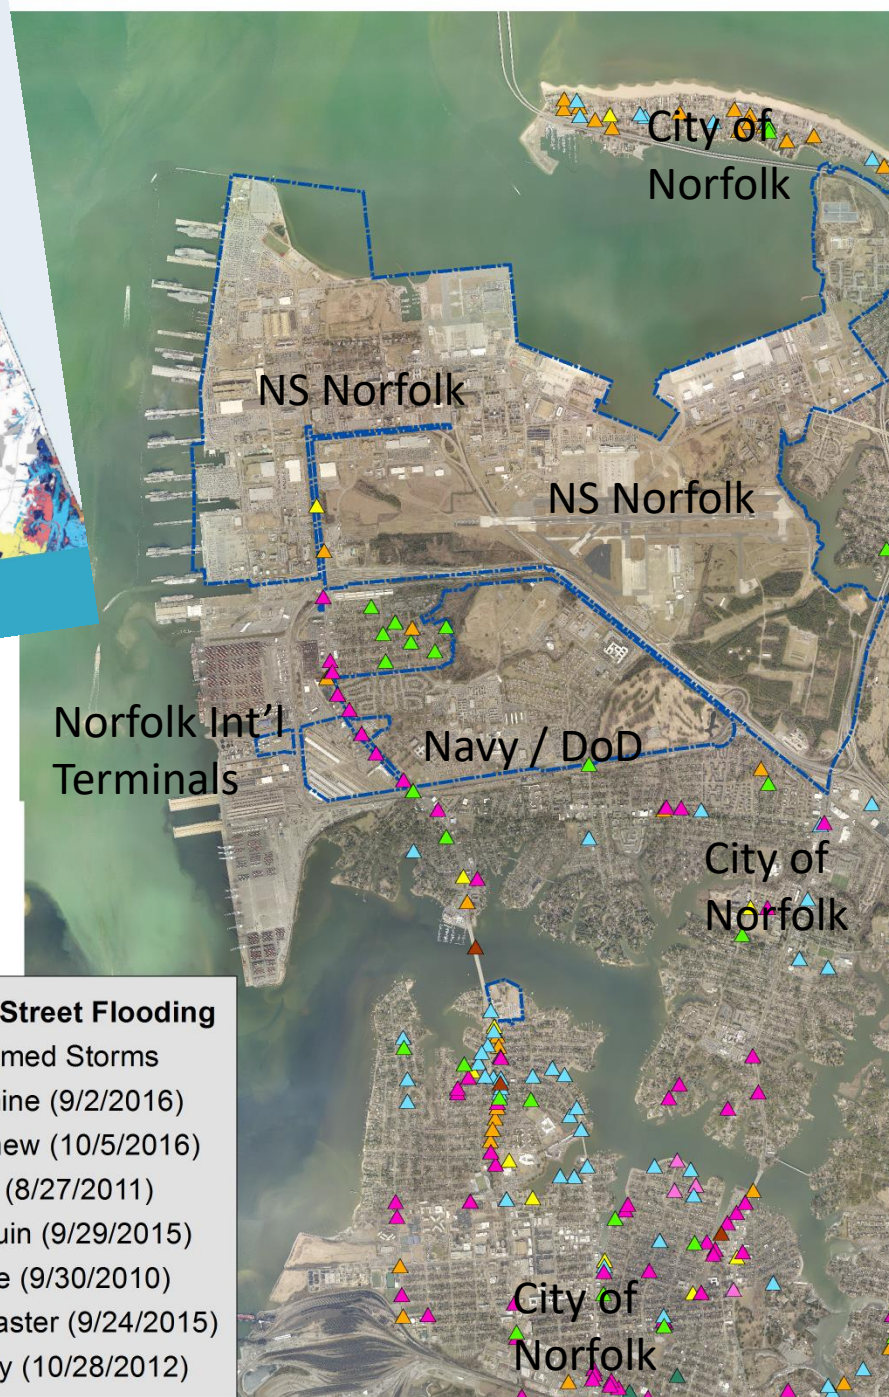 City of
Norfolk
NS Norfolk
NS Norfolk
Norfolk Int'l
Terminals
Navy / DoD
City of
Norfolk
Street Flooding
med Storms
ine (9/2/2016)
ew (10/5/2016)
(8/27/2011)
uin (9/29/2015)
e (9/30/2010)
aster (9/24/2015)
y (10/28/2012)
City of
Norfolk